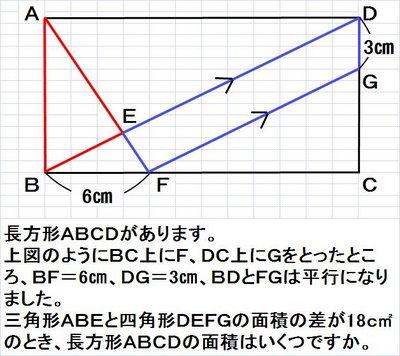 A
D
3㎝
G
E
B
6㎝
F
C
長方形ABCDがあります。
上図のようにBC上にF、DC上にGをとったとこ
ろ、BF=6㎝、DG=3㎝、BDとFGは平行になり
ました。
三角形ABEと四角形DEFGの面積の差が18㎠
のとき、長方形ABCDの面積はいくつですか。